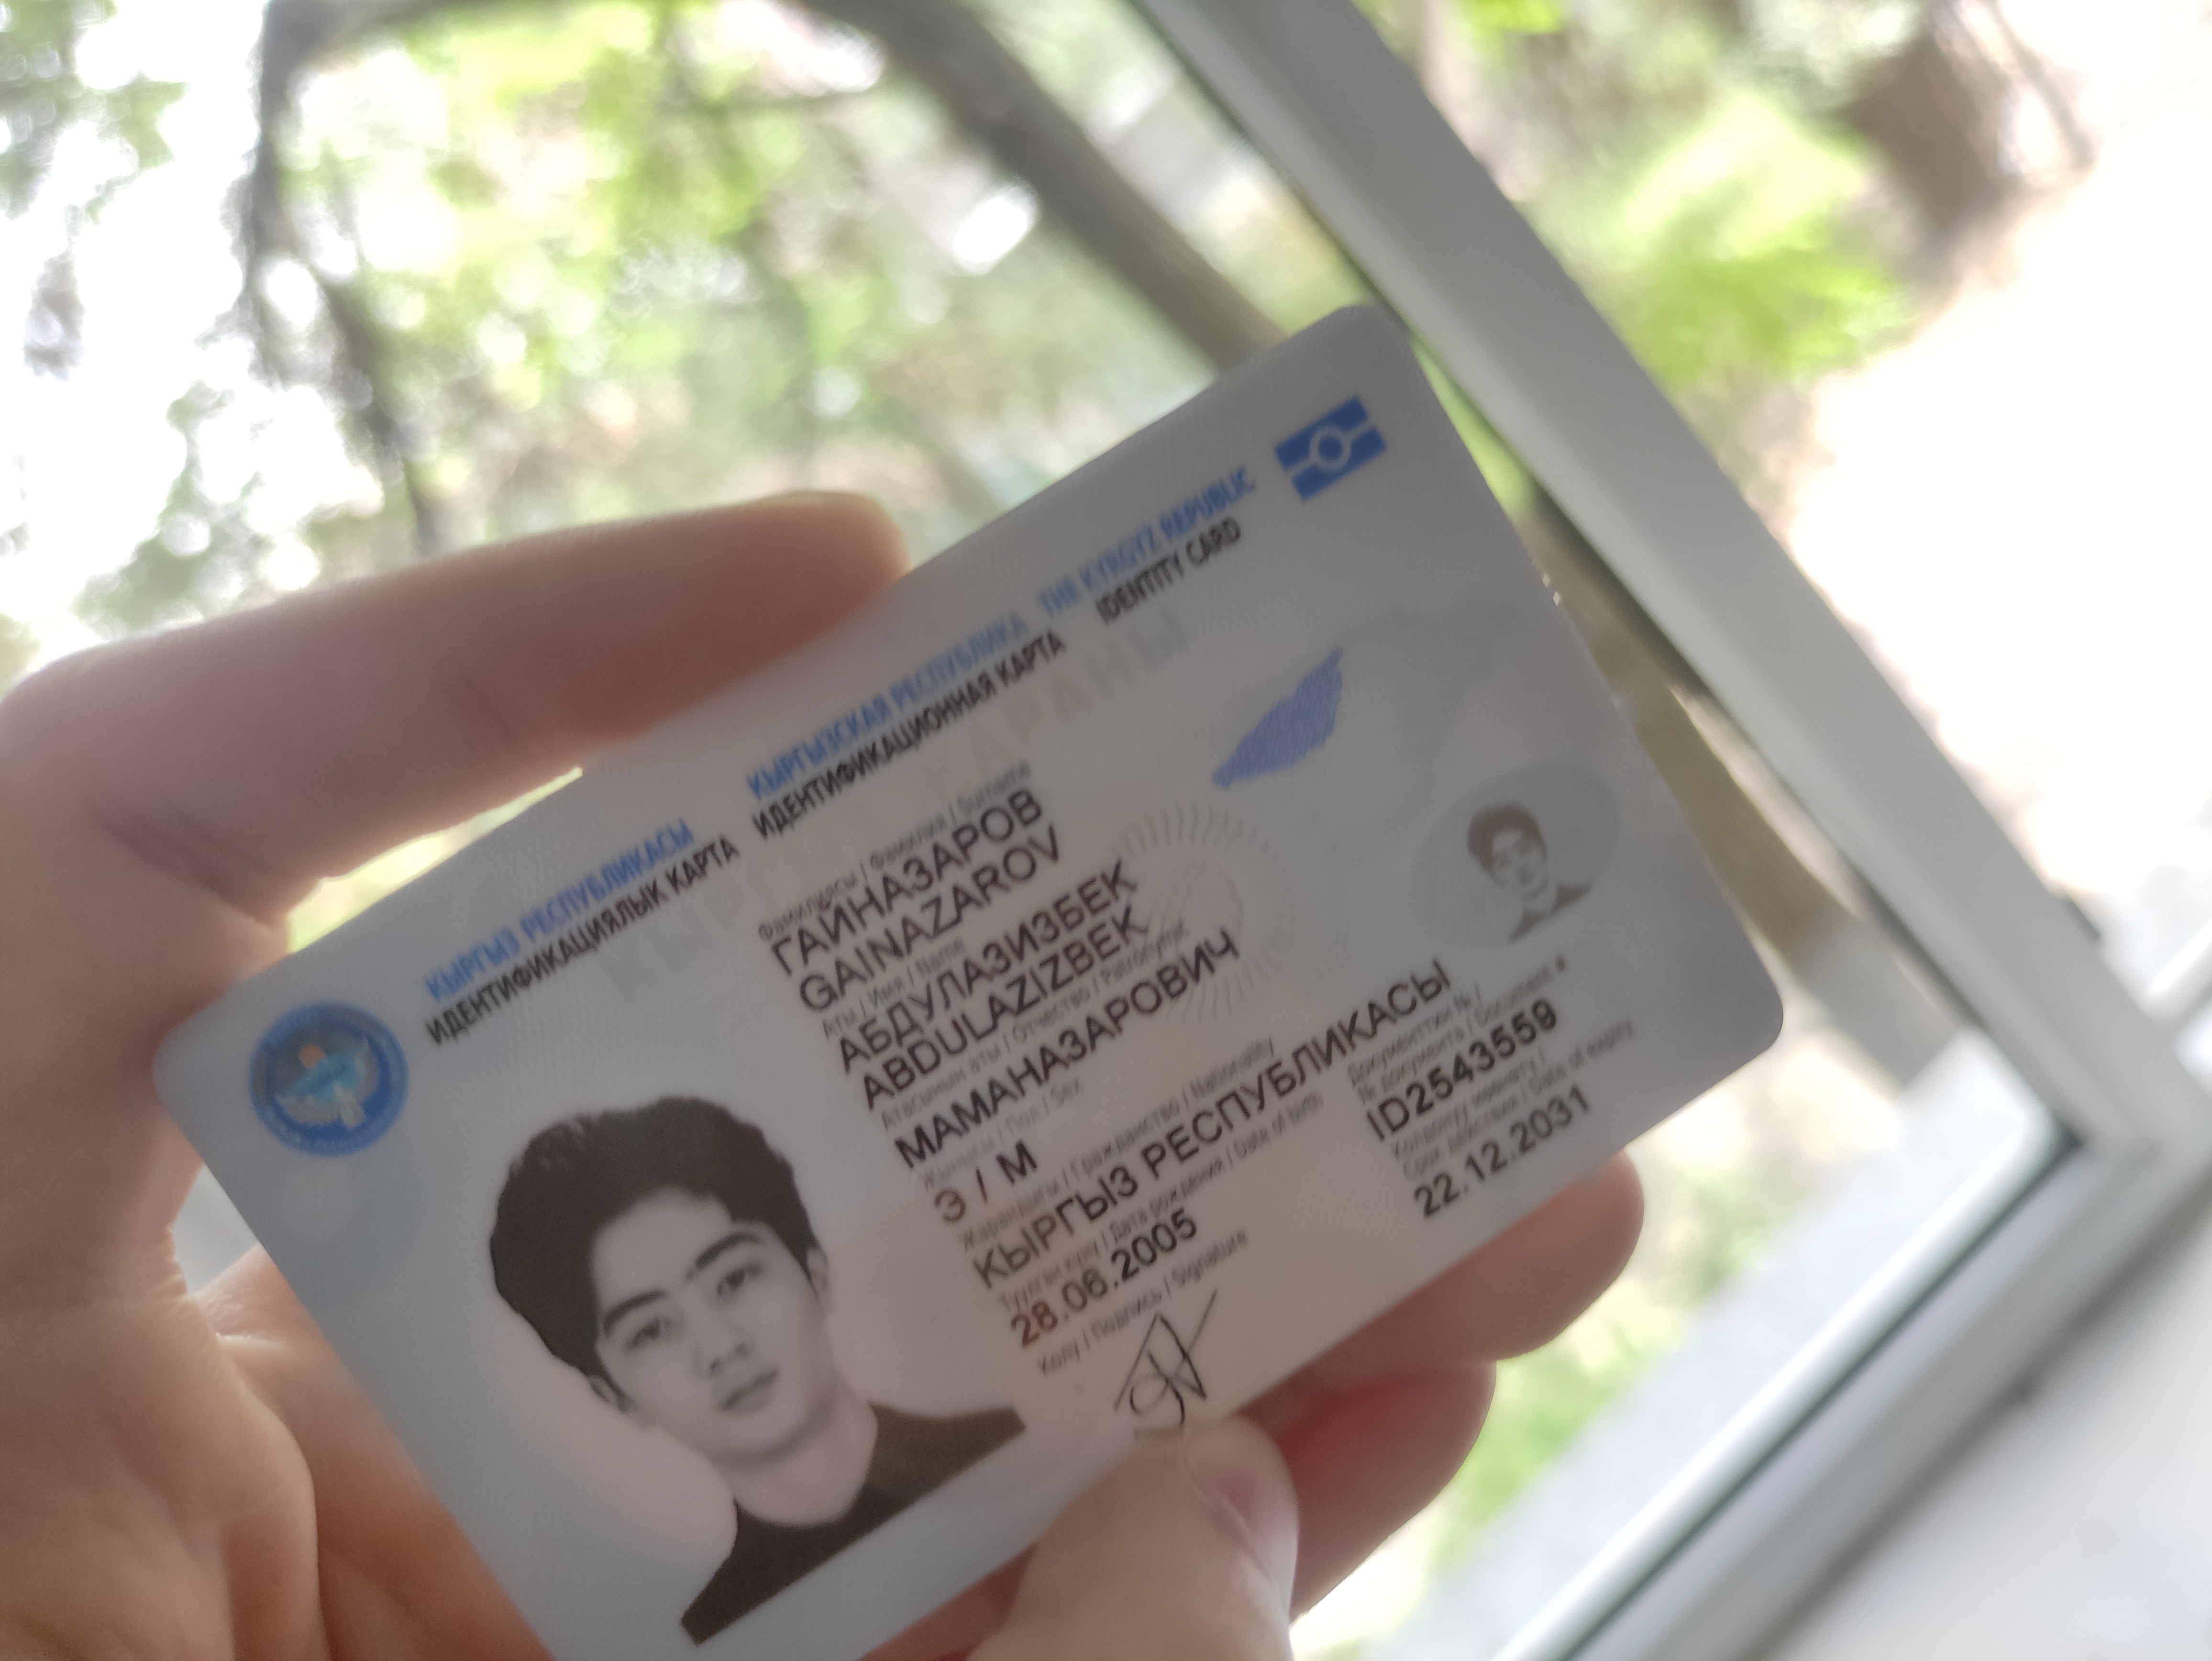 КЫРГЫЗ РЕСПУБЛИКАСЫ КЫРГЫЗСКАЯ РЕСПУБЛИКА THE KYRGYZ REPUBLIC
ИДЕНТИФИКАЦИЯЛЫК КАРТА ИДЕНТИФИКАЦИОННАЯ КАРТА IDENTITY CARD
Фамилиясы / Фамилия / Surname
ГАЙНАЗАРОВ
GAINAZAROV
Аты / Имя / Name
АБДУЛАЗИЗБЕК
ABDULAZIZBEK
Атасынын аты / Отчество / Patronymic
МАМАНАЗАРОВИЧ
Жынысы / Пол / Sex
Э / М
Жарандыгы / Гражданство / Nationality
КЫРГЫЗ РЕСПУБЛИКАСЫ
Туулган күнү / Дата рождения / Date of birth
28.06.2005
Колу / Подпись / Signature
Документтин № /
№ документа / Document #
ID2543559
Колдонуу мөөнөтү /
Срок действия / Date of expiry
22.12.2031